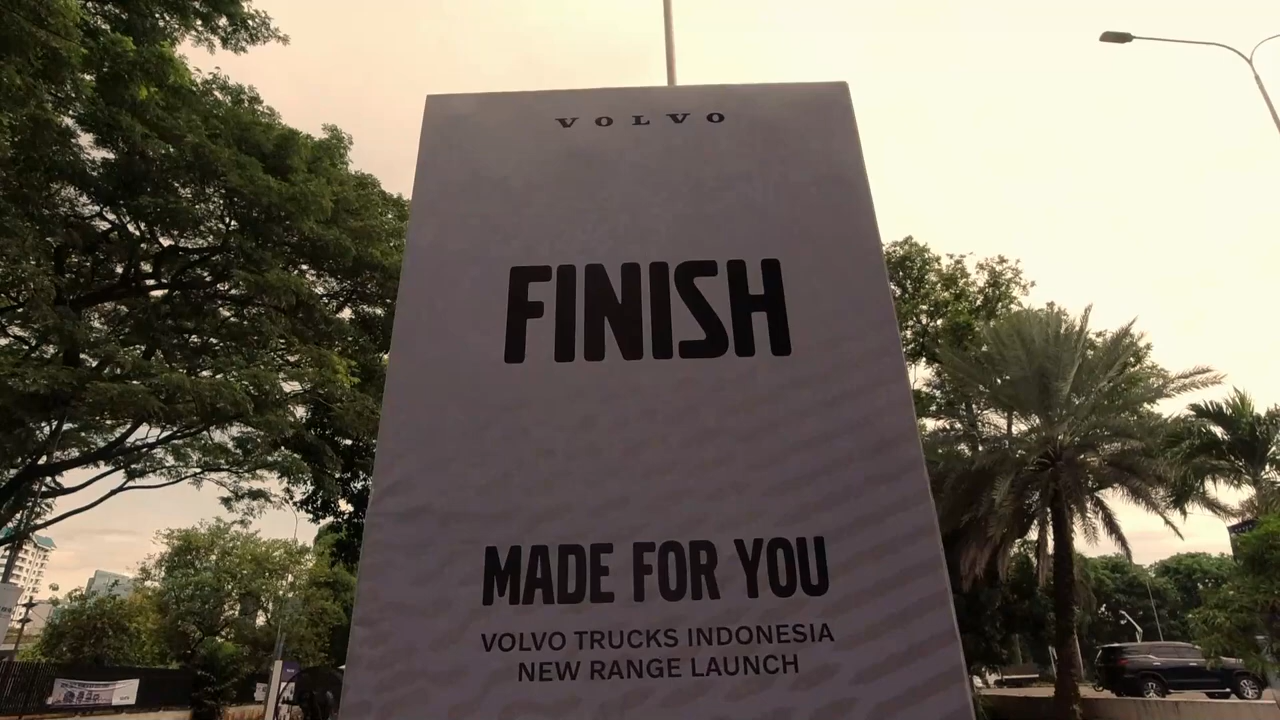 VOLVO
FINISH
MADE FOR YOU
VOLVO TRUCKS INDONESIA
NEW RANGE LAUNCH